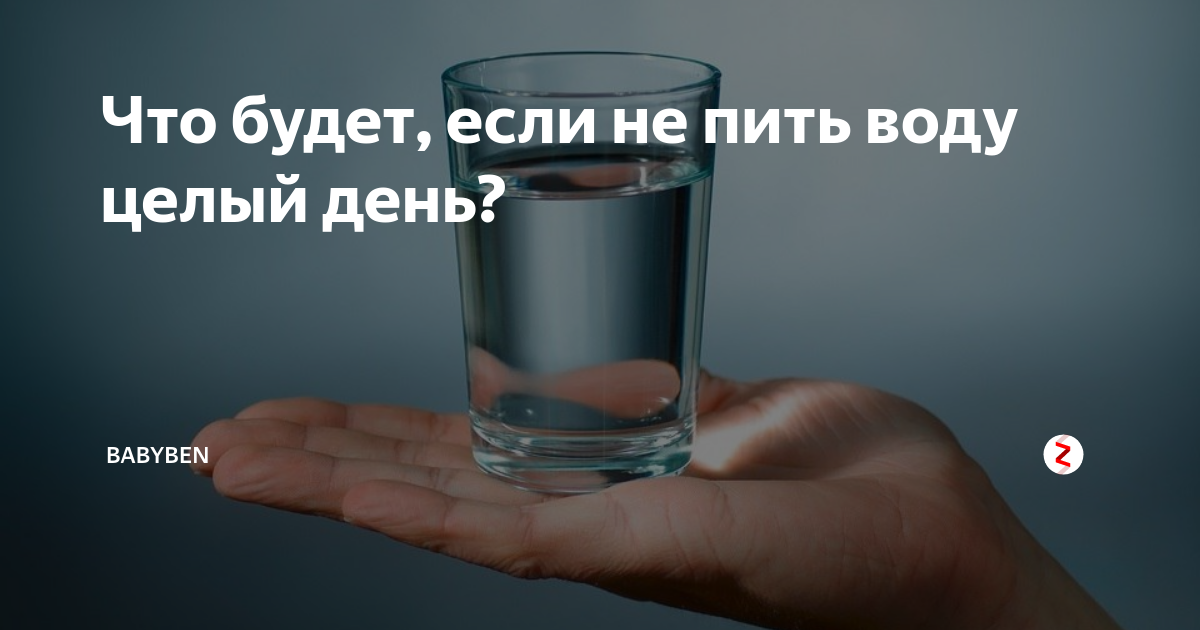 Что будет, если не пить воду
целый день?
BABYBEN
Z